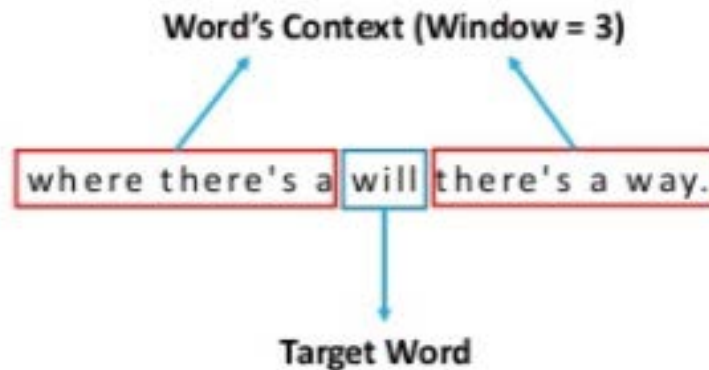 Word's Context (Window = 3)
where there's a will there's a way.
Target Word